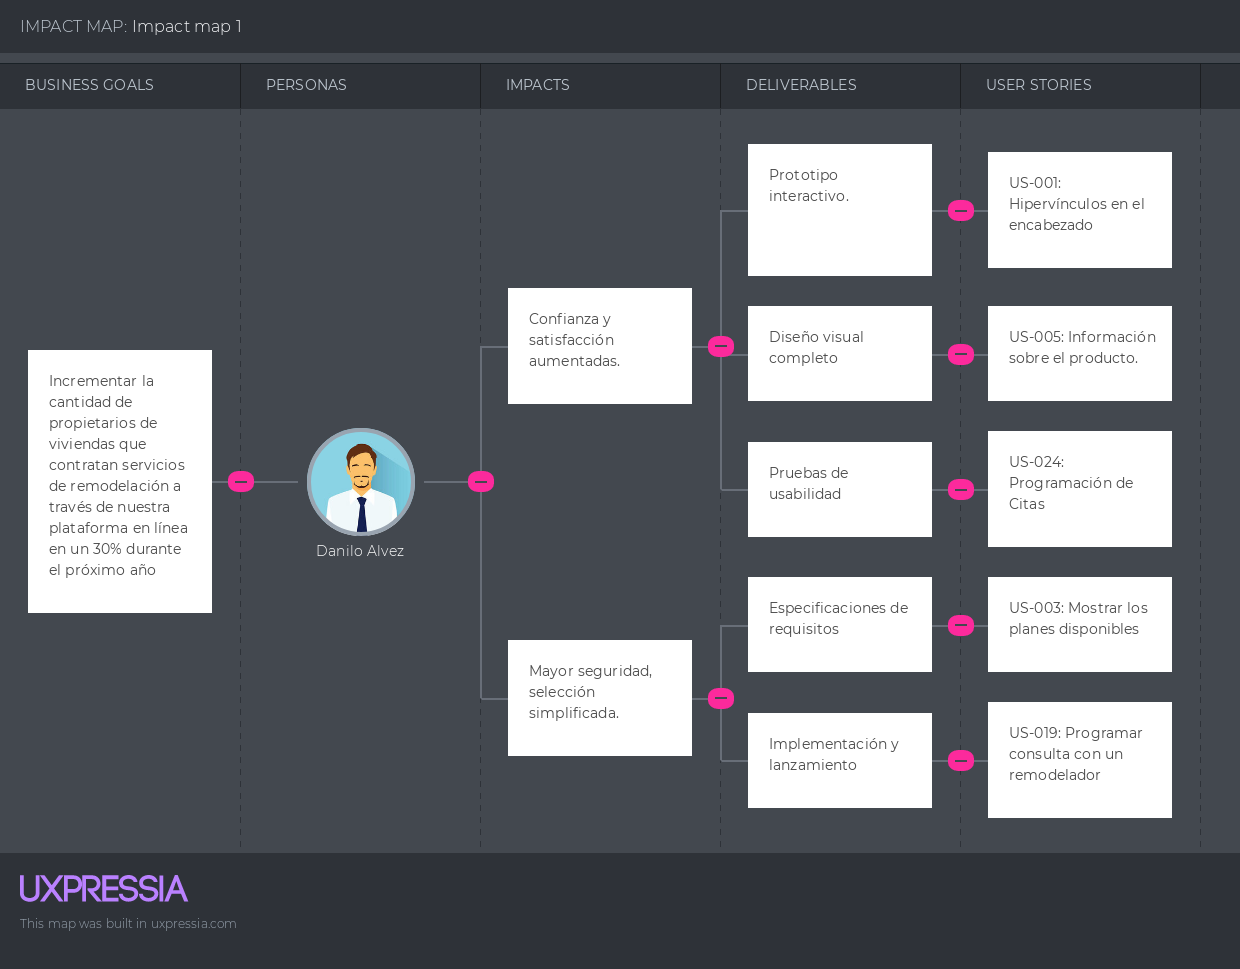 IMPACT MAP: Impact map 1
BUSINESS GOALS
PERSONAS
IMPACTS
DELIVERABLES
USER STORIES
Incrementar la
cantidad de
propietarios de
viviendas que
contratan servicios
de remodelación a
través de nuestra
plataforma en línea
en un 30% durante
el próximo año
Danilo Alvez
Confianza y
satisfacción
aumentadas.
Prototipo
interactivo.
US-001:
Hipervínculos en el
encabezado
Diseño visual
completo
US-005: Información
sobre el producto.
Pruebas de
usabilidad
US-024:
Programación de
Citas
Mayor seguridad,
selección
simplificada.
Especificaciones de
requisitos
US-003: Mostrar los
planes disponibles
Implementación y
lanzamiento
US-019: Programar
consulta con un
remodelador
UXPRESSIA
This map was built in uxpressia.com